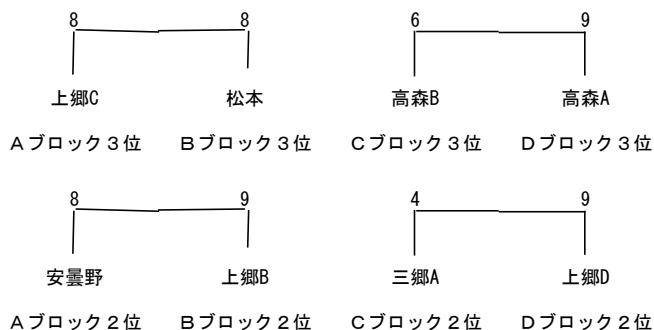 8 8 6 9
上郷C 松本 高森B 高森A
Aブロック3位 Bブロック3位 Cブロック3位 Dブロック3位
8 9 4 9
安曇野 上郷B 三郷A 上郷D
Aブロック2位 Bブロック2位 Cブロック2位 Dブロック2位